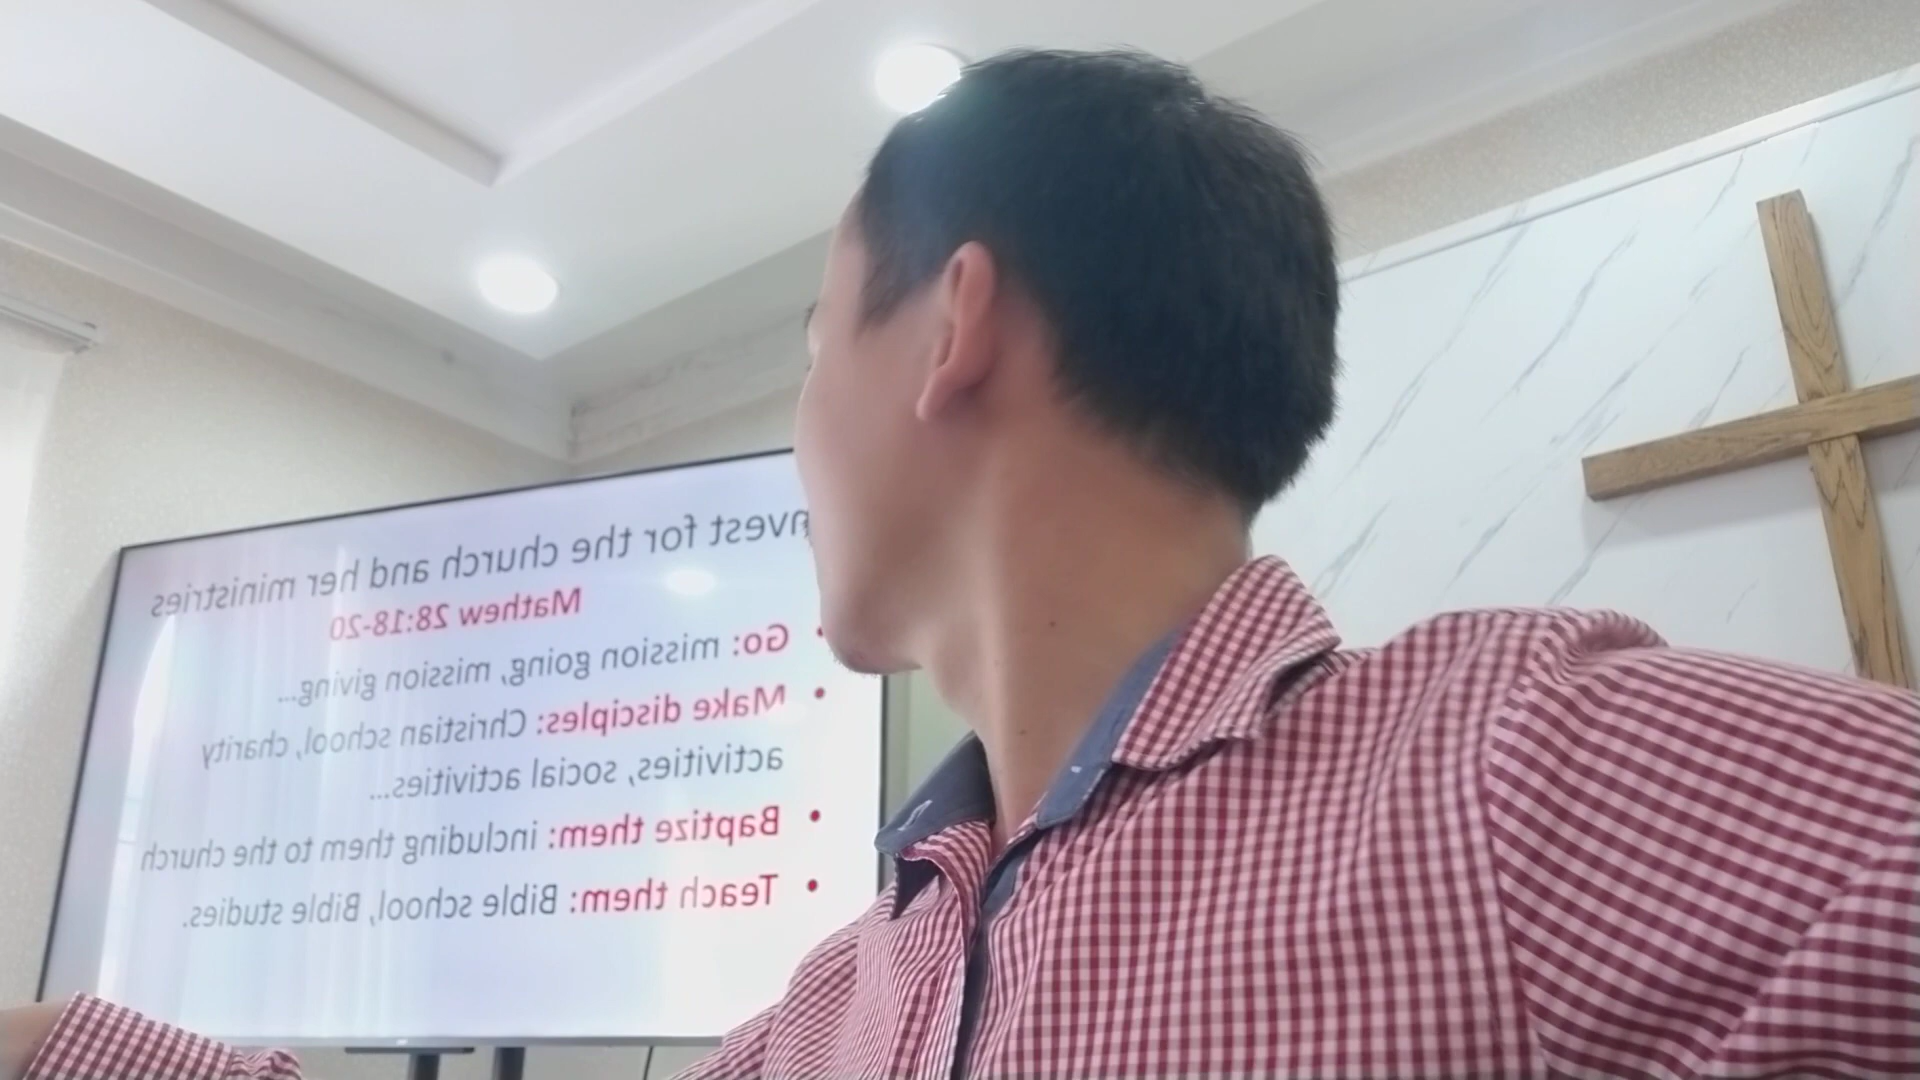 nvest for the church and her ministries
Mathew 28:18-20
• Go: mission going, mission giving...
• Make disciples: Christian school, charity
activities, social activities...
• Baptize them: including them to the church
• Teach them: Bible school, Bible studies.